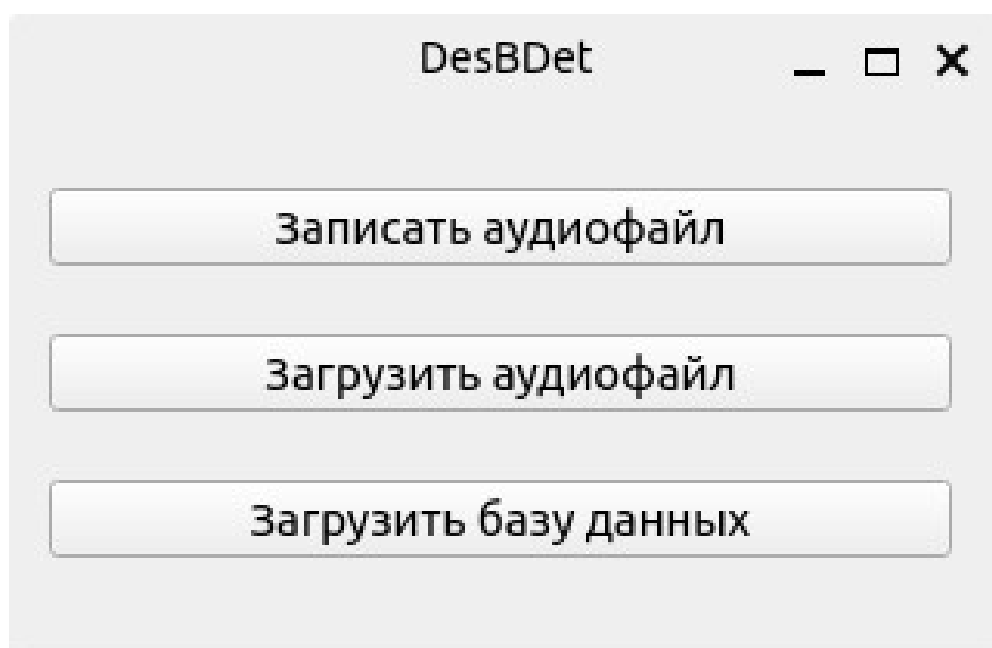 DesBDet
Записать аудиофайл
Загрузить аудиофайл
Загрузить базу данных